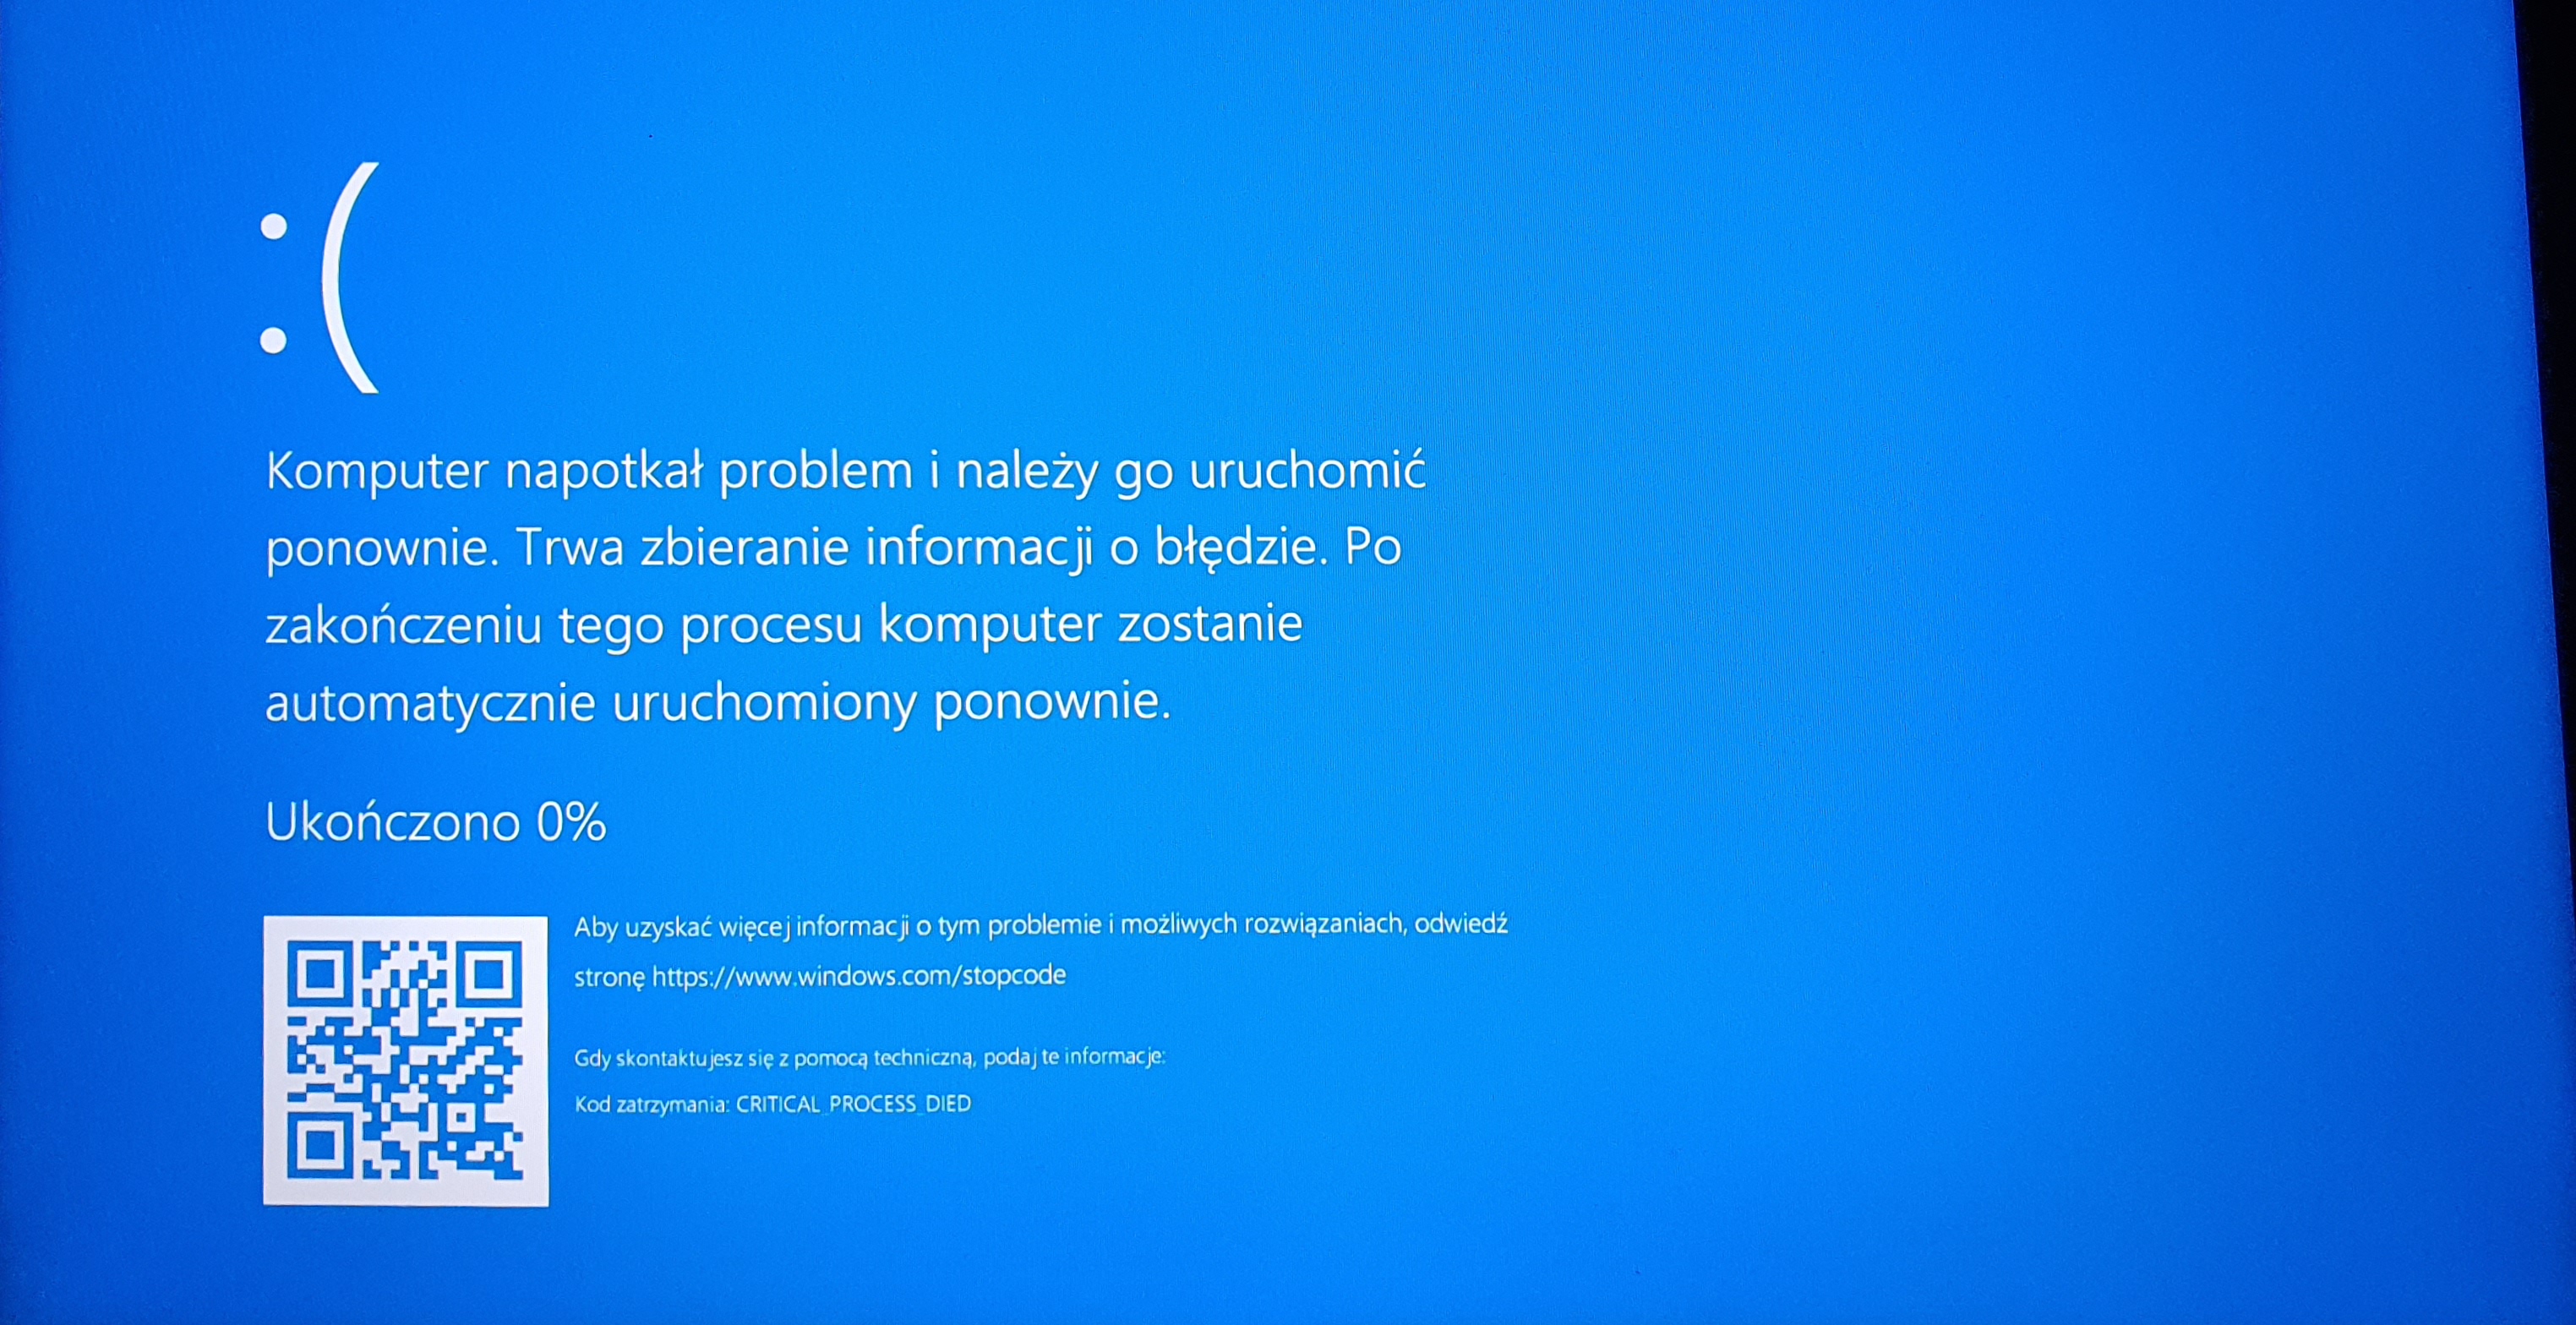 :(
Komputer napotkał problem i należy go uruchomić
ponownie. Trwa zbieranie informacji o błędzie. Po
zakończeniu tego procesu komputer zostanie
automatycznie uruchomiony ponownie.
Ukończono 0%
Aby uzyskać więcej informacji o tym problemie i możliwych rozwiązaniach, odwiedź
stronę https://www.windows.com/stopcode
Gdy skontaktujesz się z pomocą techniczną, podaj te informacje:
Kod zatrzymania: CRITICAL_PROCESS_DIED